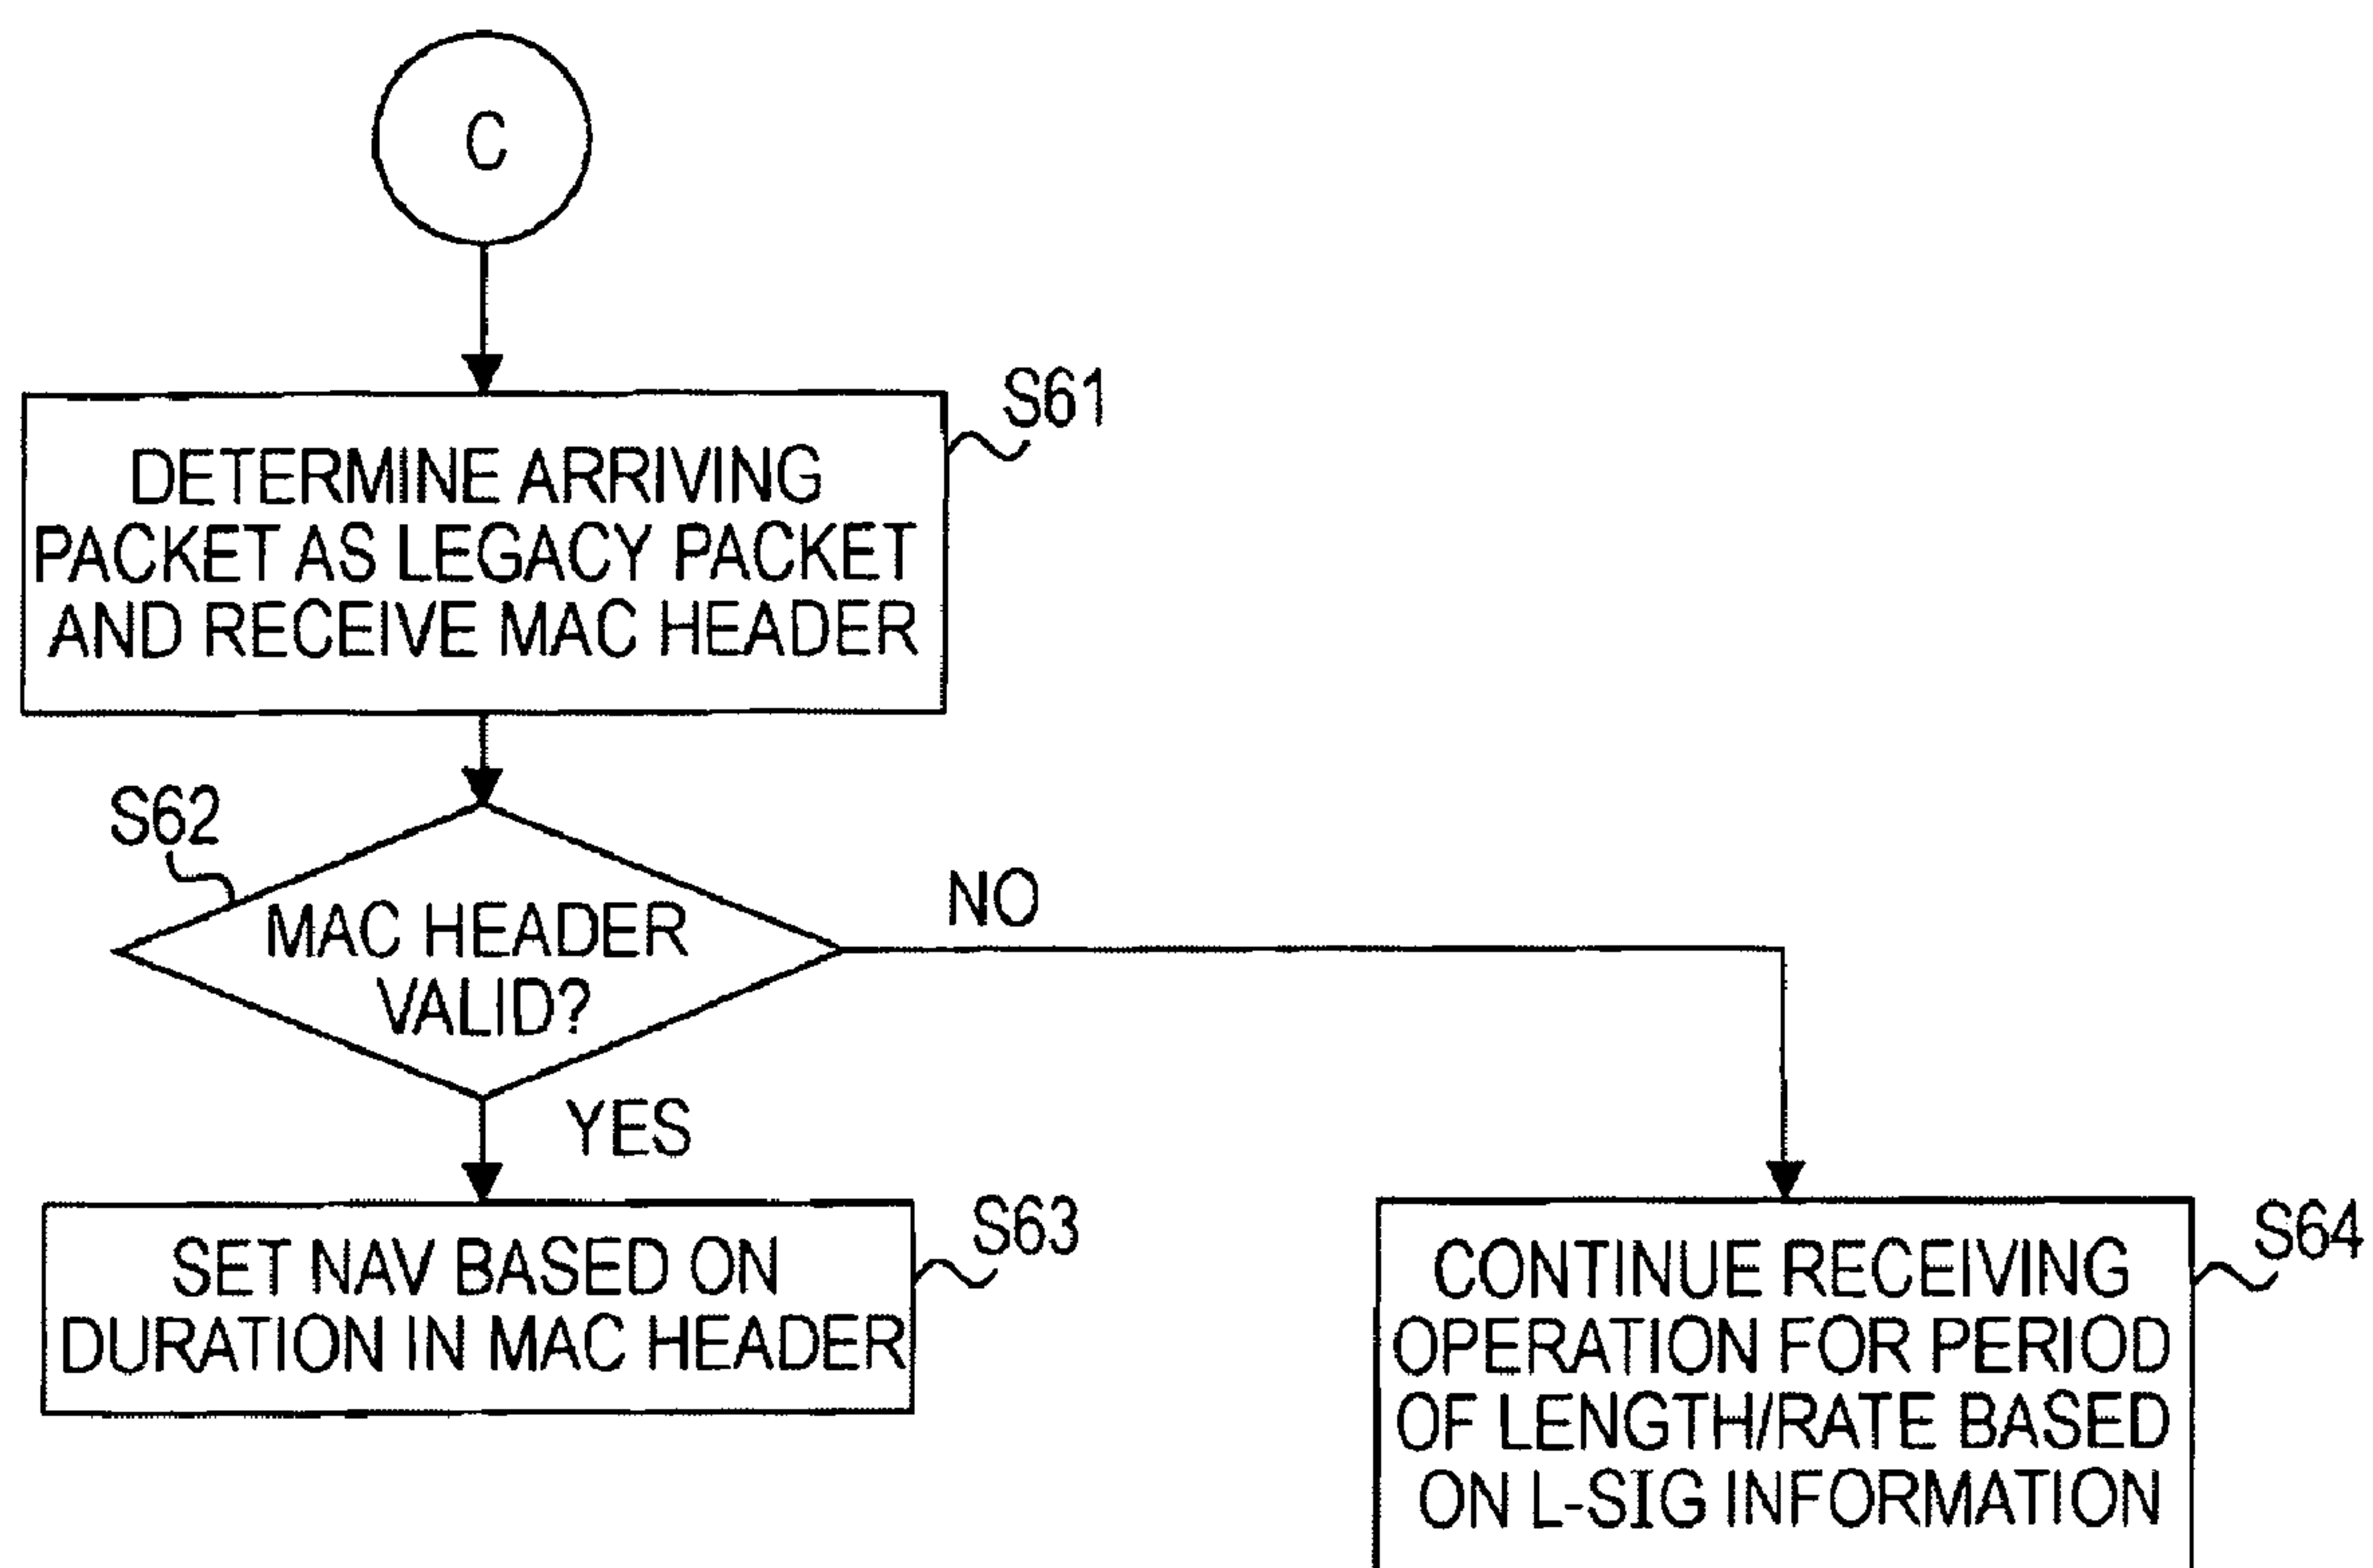 C
S61
DETERMINE ARRIVING
PACKET AS LEGACY PACKET
AND RECEIVE MAC HEADER
S62
MAC HEADER
VALID?
NO
YES
S63
SET NAV BASED ON
DURATION IN MAC HEADER
S64
CONTINUE RECEIVING
OPERATION FOR PERIOD
OF LENGTH/RATE BASED
ON L-SIG INFORMATION